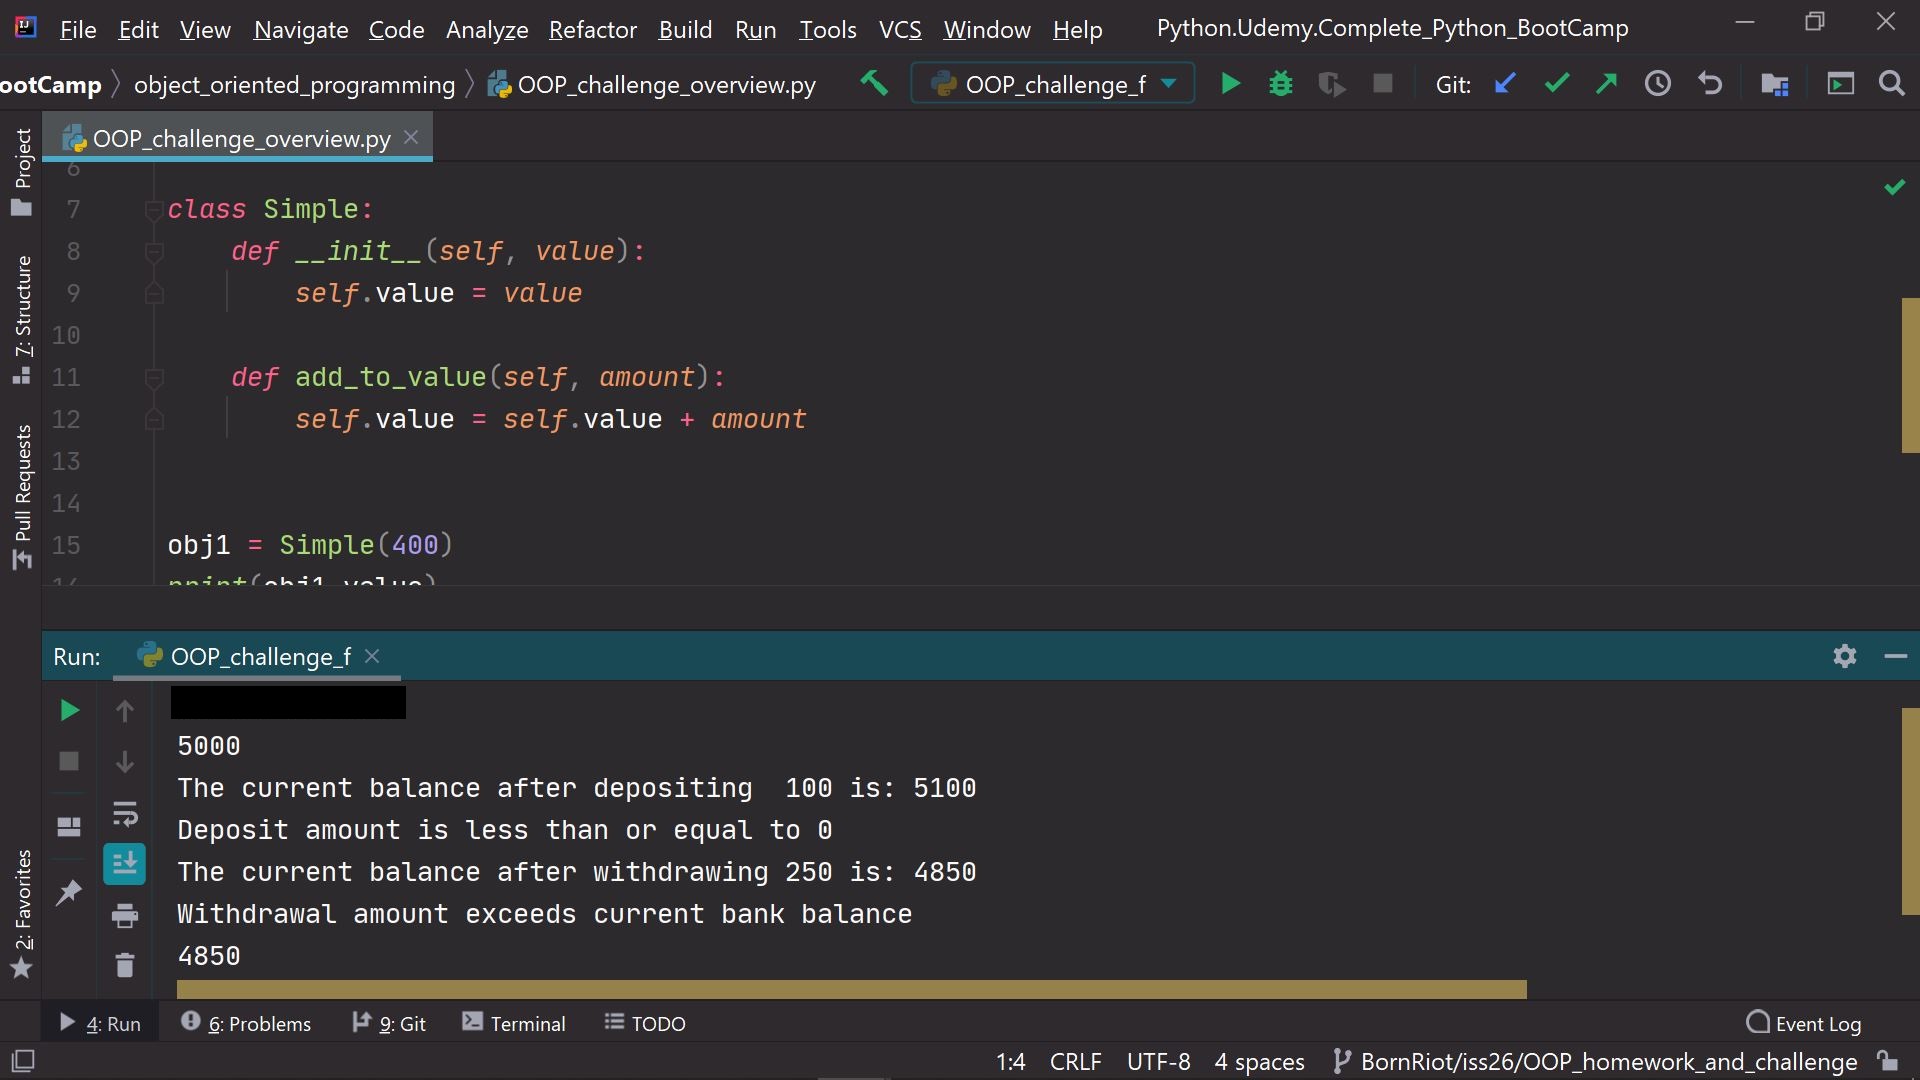 File Edit View Navigate Code Analyze Refactor Build Run Tools VCS Window Help Python.Udemy.Complete_Python_BootCamp
ootCamp object_oriented_programming OOP_challenge_overview.py OOP_challenge_f Git:
OOP_challenge_overview.py
Project
7: Structure
Pull Requests
2: Favorites
6
7 class Simple:
8 def __init__(self, value):
9 self.value = value
10
11 def add_to_value(self, amount):
12 self.value = self.value + amount
13
14
15 obj1 = Simple(400)
Run: OOP_challenge_f
5000
The current balance after depositing  100 is: 5100
Deposit amount is less than or equal to 0
The current balance after withdrawing 250 is: 4850
Withdrawal amount exceeds current bank balance
4850
4: Run 6: Problems 9: Git Terminal TODO Event Log
1:4 CRLF UTF-8 4 spaces BornRiot/iss26/OOP_homework_and_challenge